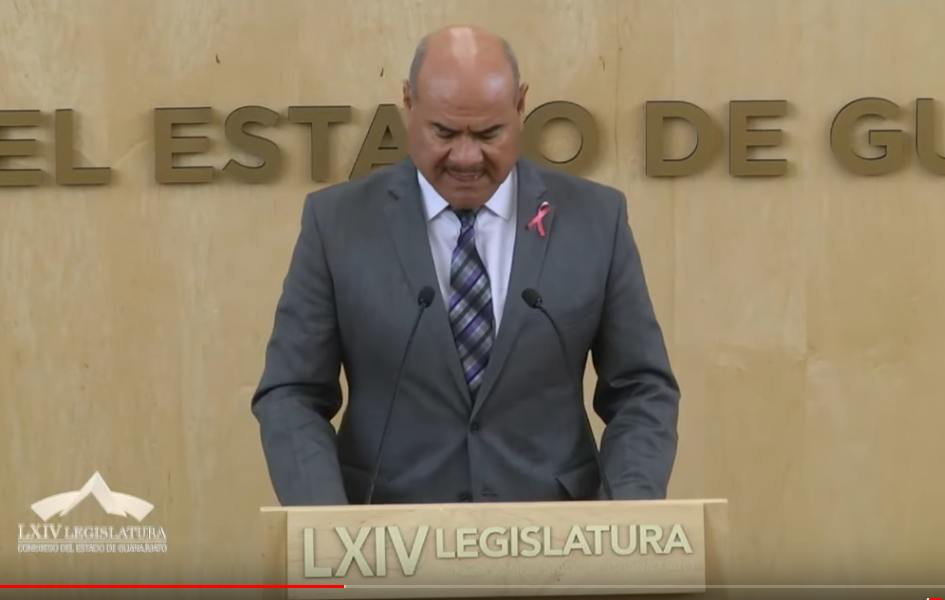 EL ESTADO DE GU
LXIV LEGISLATURA
CONGRESO DEL ESTADO DE GUANAJUATO
LXIV LEGISLATURA